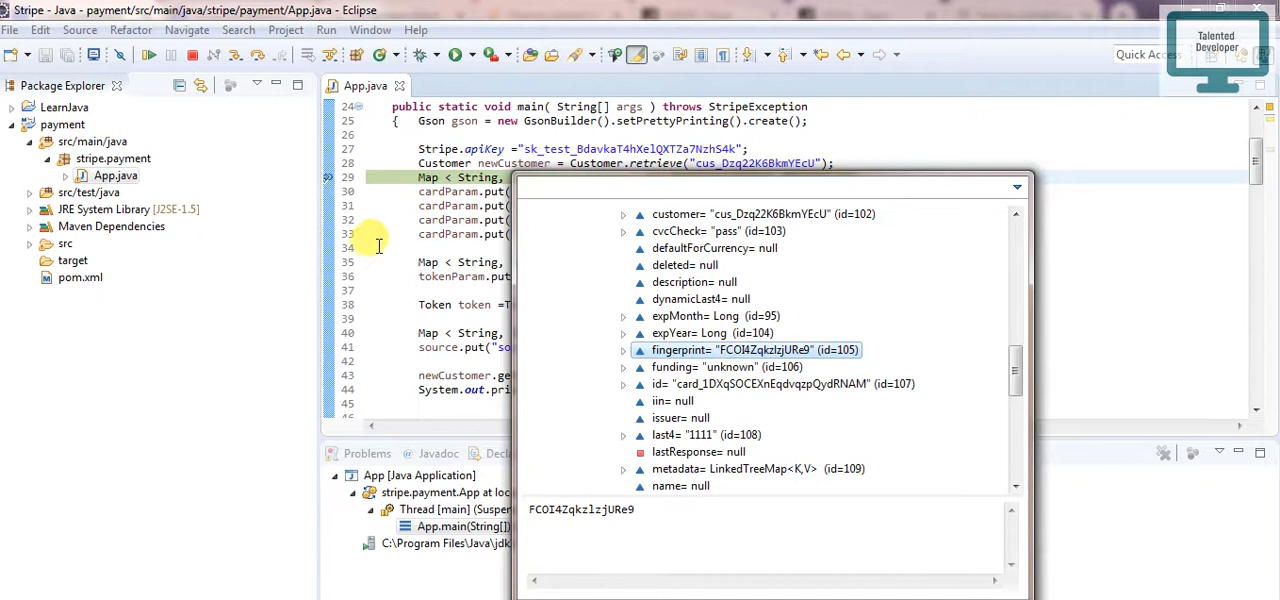 Stripe - Java - payment/src/main/java/stripe/payment/App.java - Eclipse
File Edit Source Refactor Navigate Search Project Run Window Help
Talented
Developer
Quick Access
Package Explorer
App.java
LearnJava
payment
src/main/java
stripe.payment
App.java
src/test/java
JRE System Library [J2SE-1.5]
Maven Dependencies
src
target
pom.xml
24 public static void main( String[] args ) throws StripeException
25 { Gson gson = new GsonBuilder().setPrettyPrinting().create();
26
27 Stripe.apiKey ="sk_test_BdavkaT4hXelQXTZa7NzhS4k";
28 Customer newCustomer = Customer.retrieve("cus_Dzq22K6BkmYEcU");
29 Map < String,
30 cardParam.put(
31 cardParam.put(
32 cardParam.put(
33 cardParam.put(
34
35 Map < String,
36 tokenParam.put
37
38 Token token =T
39
40 Map < String,
41 source.put("so
42
43 newCustomer.ge
44 System.out.pri
45
46
customer= "cus_Dzq22K6BkmYEcU" (id=102)
cvcCheck= "pass" (id=103)
defaultForCurrency= null
deleted= null
description= null
dynamicLast4= null
expMonth= Long (id=95)
expYear= Long (id=104)
fingerprint= "FCOI4ZqkzlzjURe9" (id=105)
funding= "unknown" (id=106)
id= "card_1DXqSOCEXnEqdvqzpQydRNAM" (id=107)
iin= null
issuer= null
last4= "1111" (id=108)
lastResponse= null
metadata= LinkedTreeMap<K,V> (id=109)
name= null
FCOI4ZqkzlzjURe9
Problems @ Javadoc Decla
App [Java Application]
stripe.payment.App at loc
Thread [main] (Suspen
App.main(String[])
C:\Program Files\Java\jdk